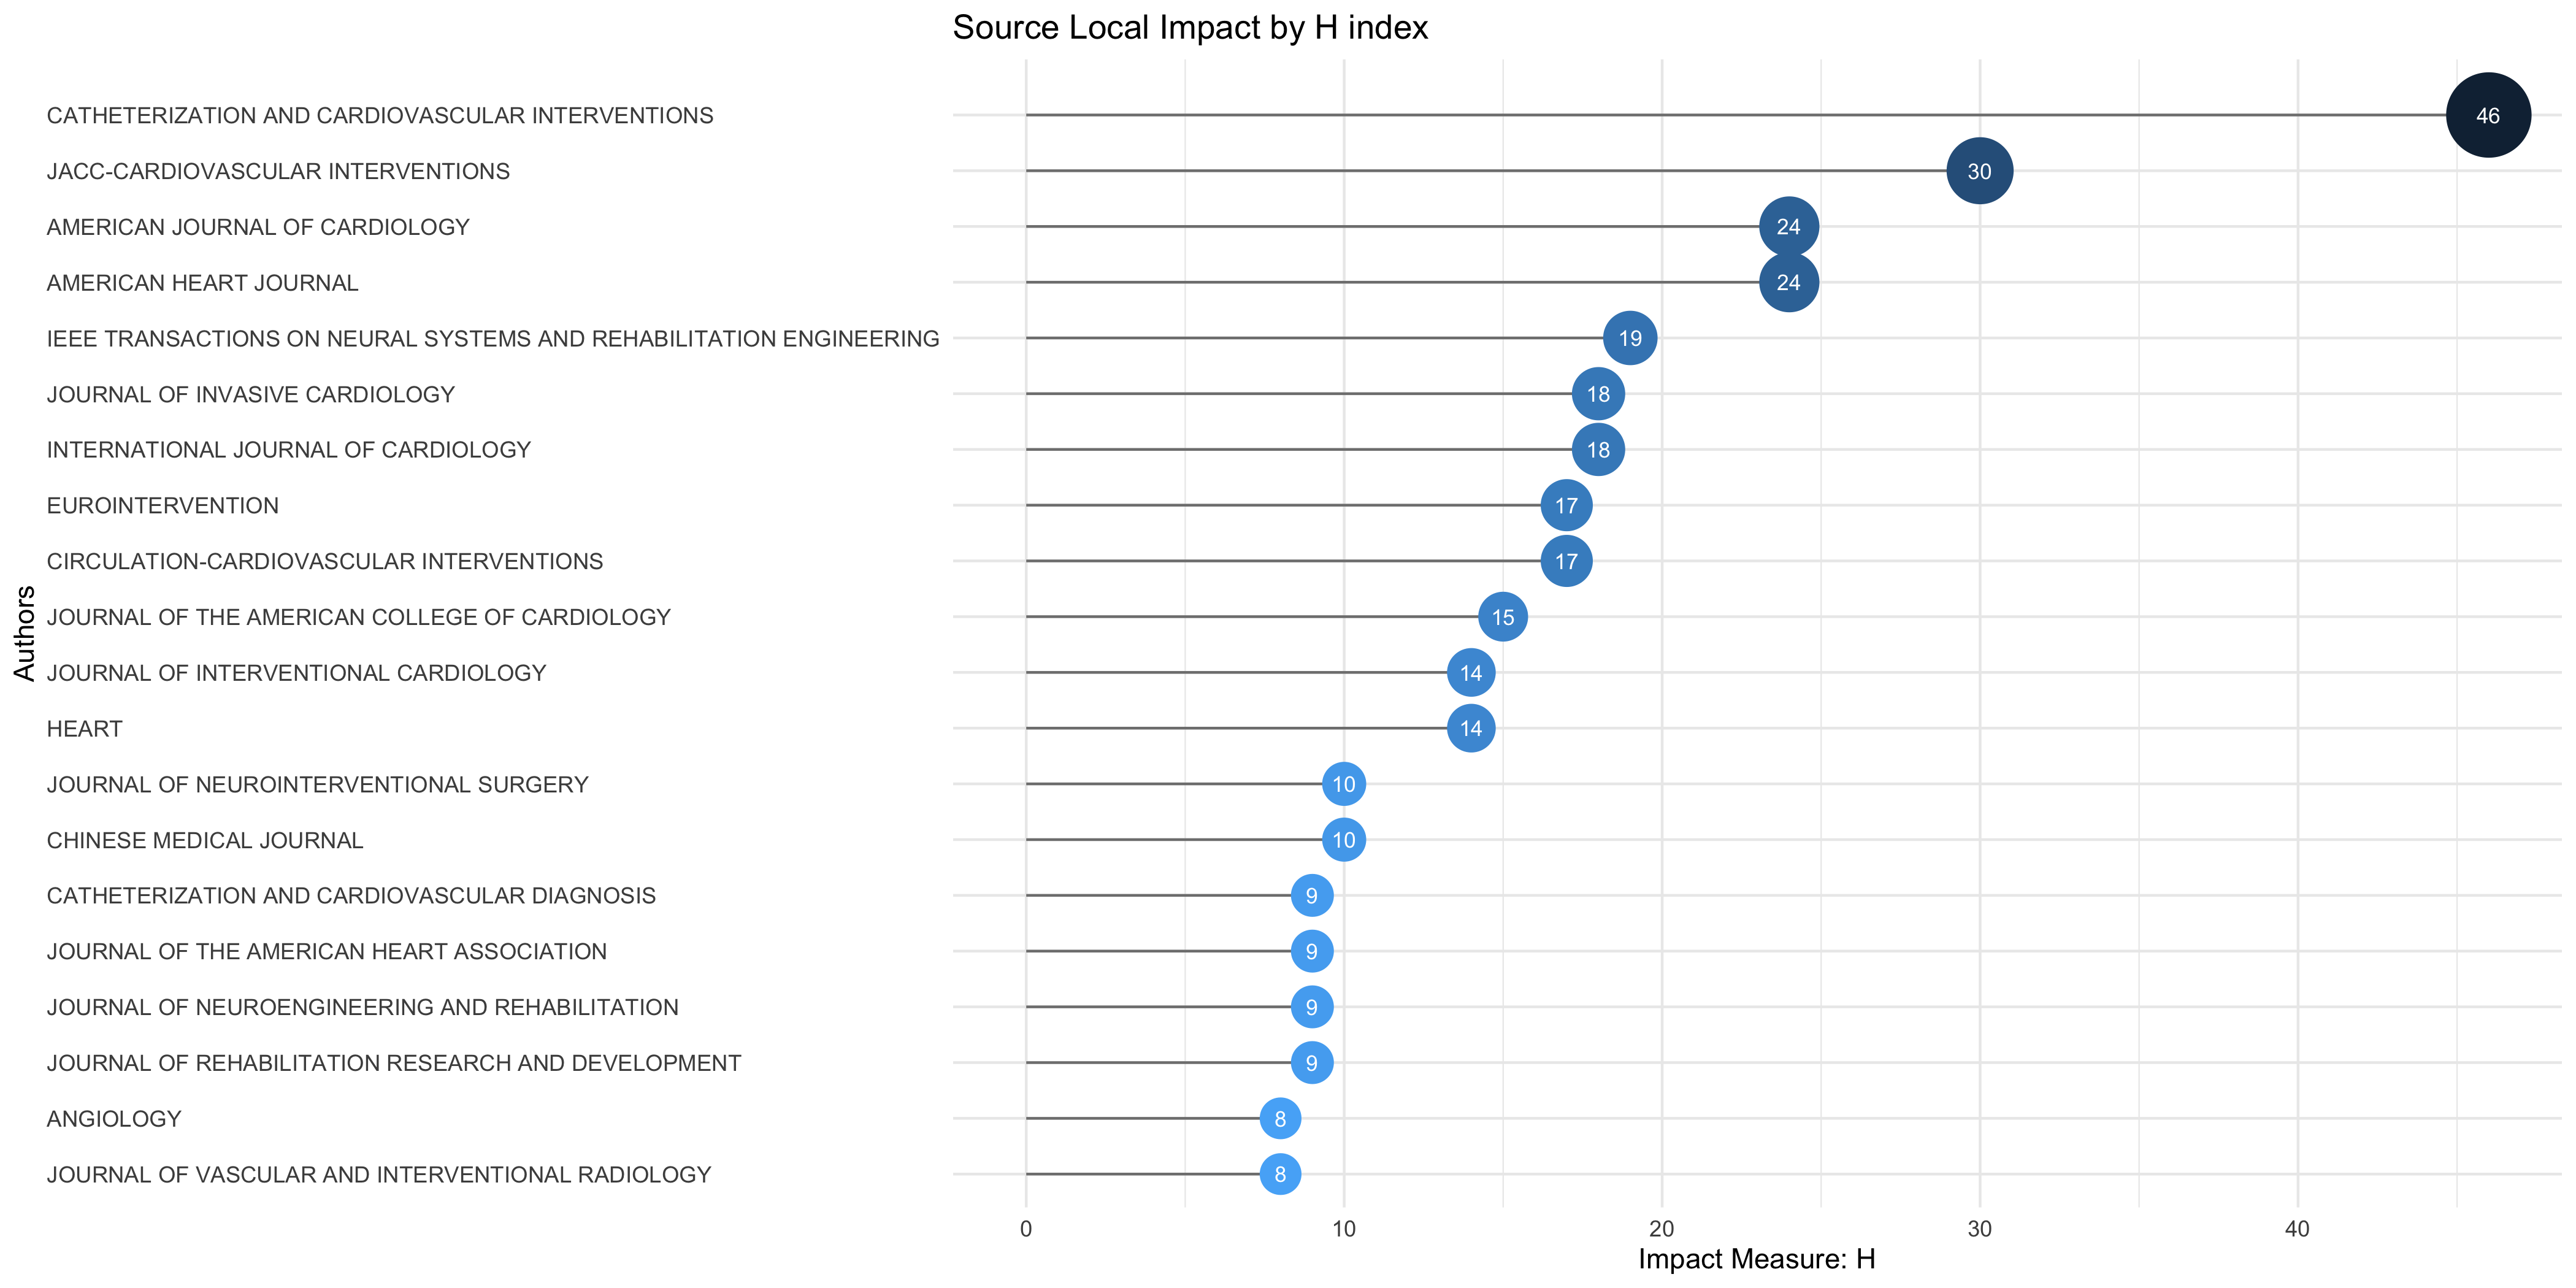 Source Local Impact by H index
CATHETERIZATION AND CARDIOVASCULAR INTERVENTIONS 46
JACC-CARDIOVASCULAR INTERVENTIONS 30
AMERICAN JOURNAL OF CARDIOLOGY 24
AMERICAN HEART JOURNAL 24
IEEE TRANSACTIONS ON NEURAL SYSTEMS AND REHABILITATION ENGINEERING 19
JOURNAL OF INVASIVE CARDIOLOGY 18
INTERNATIONAL JOURNAL OF CARDIOLOGY 18
EUROINTERVENTION 17
CIRCULATION-CARDIOVASCULAR INTERVENTIONS 17
Authors
JOURNAL OF THE AMERICAN COLLEGE OF CARDIOLOGY 15
JOURNAL OF INTERVENTIONAL CARDIOLOGY 14
HEART 14
JOURNAL OF NEUROINTERVENTIONAL SURGERY 10
CHINESE MEDICAL JOURNAL 10
CATHETERIZATION AND CARDIOVASCULAR DIAGNOSIS 9
JOURNAL OF THE AMERICAN HEART ASSOCIATION 9
JOURNAL OF NEUROENGINEERING AND REHABILITATION 9
JOURNAL OF REHABILITATION RESEARCH AND DEVELOPMENT 9
ANGIOLOGY 8
JOURNAL OF VASCULAR AND INTERVENTIONAL RADIOLOGY 8
0 10 20 30 40
Impact Measure: H